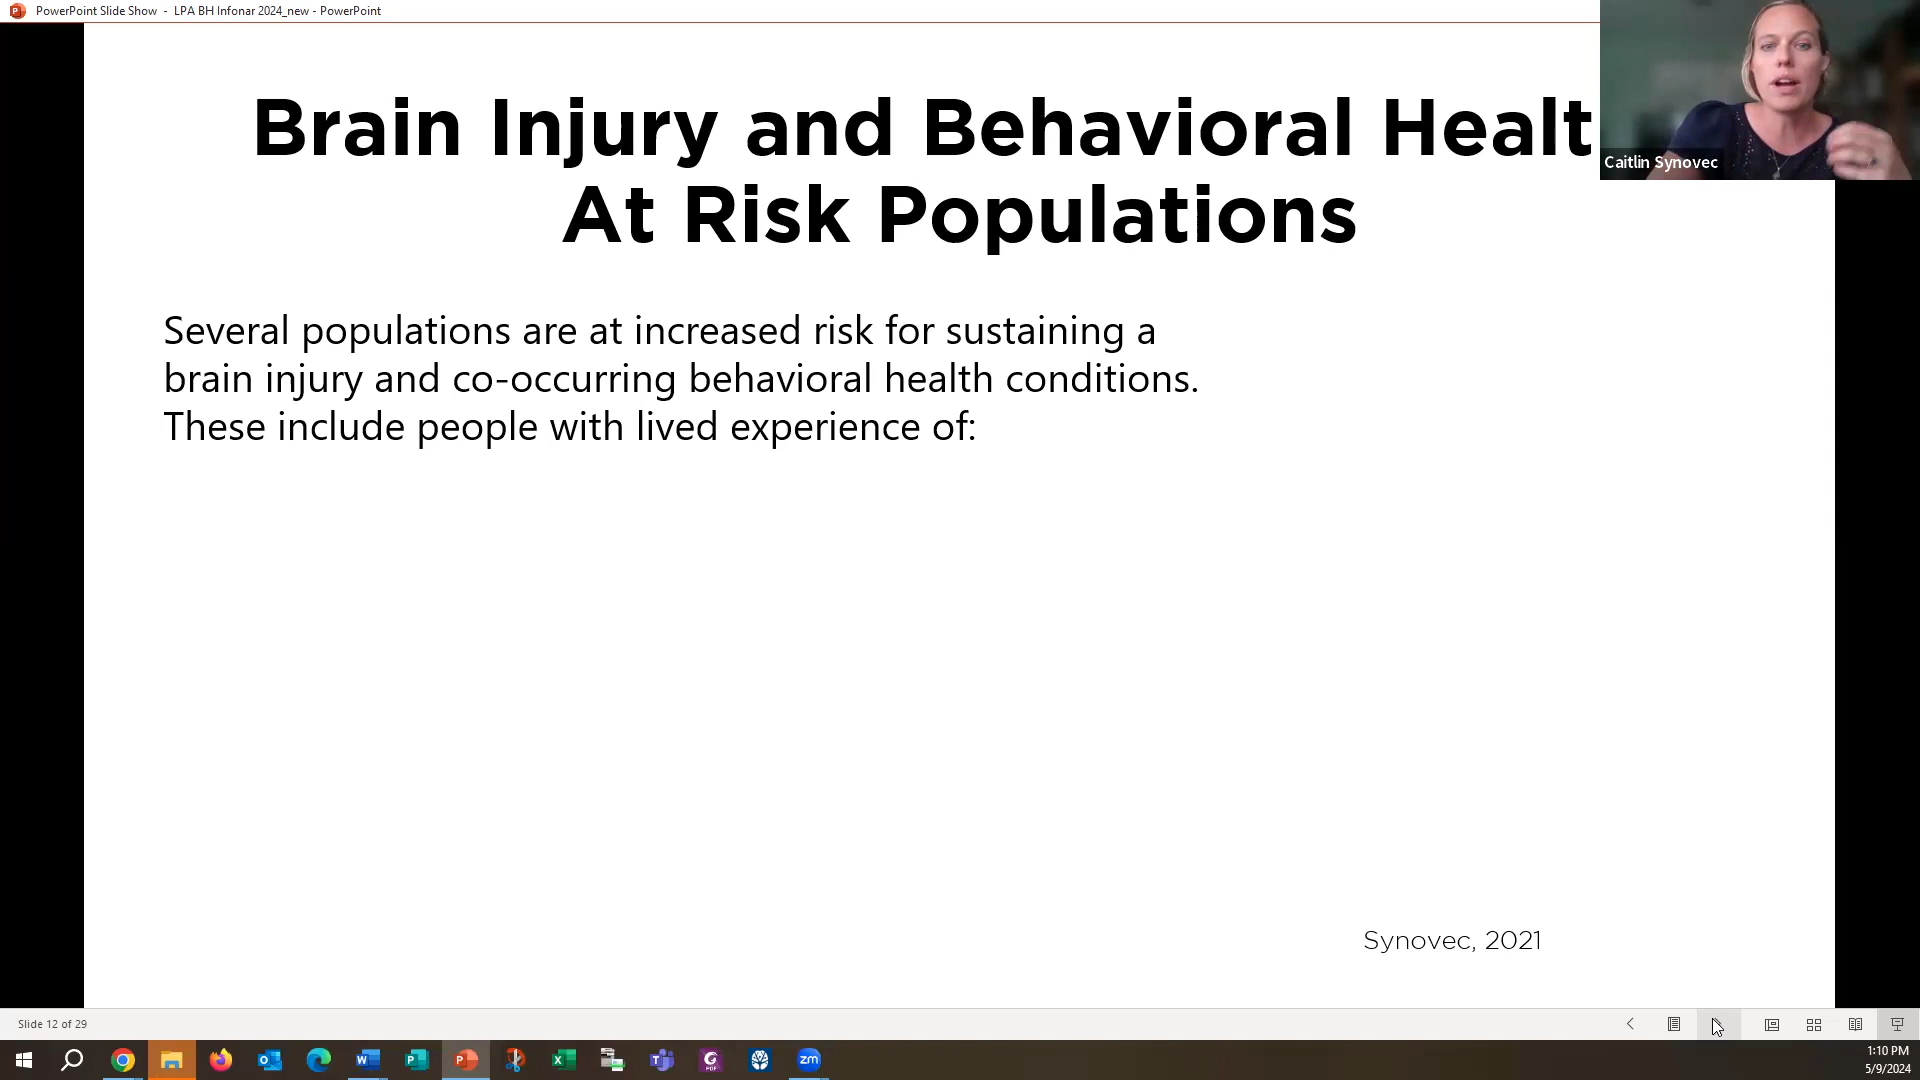 PowerPoint Slide Show - LPA BH Infonar 2024_new - PowerPoint
Brain Injury and Behavioral Healt
At Risk Populations
Caitlin Synovec
Several populations are at increased risk for sustaining a
brain injury and co-occurring behavioral health conditions.
These include people with lived experience of:
Synovec, 2021
Slide 12 of 29
zm
1:10 PM
5/9/2024